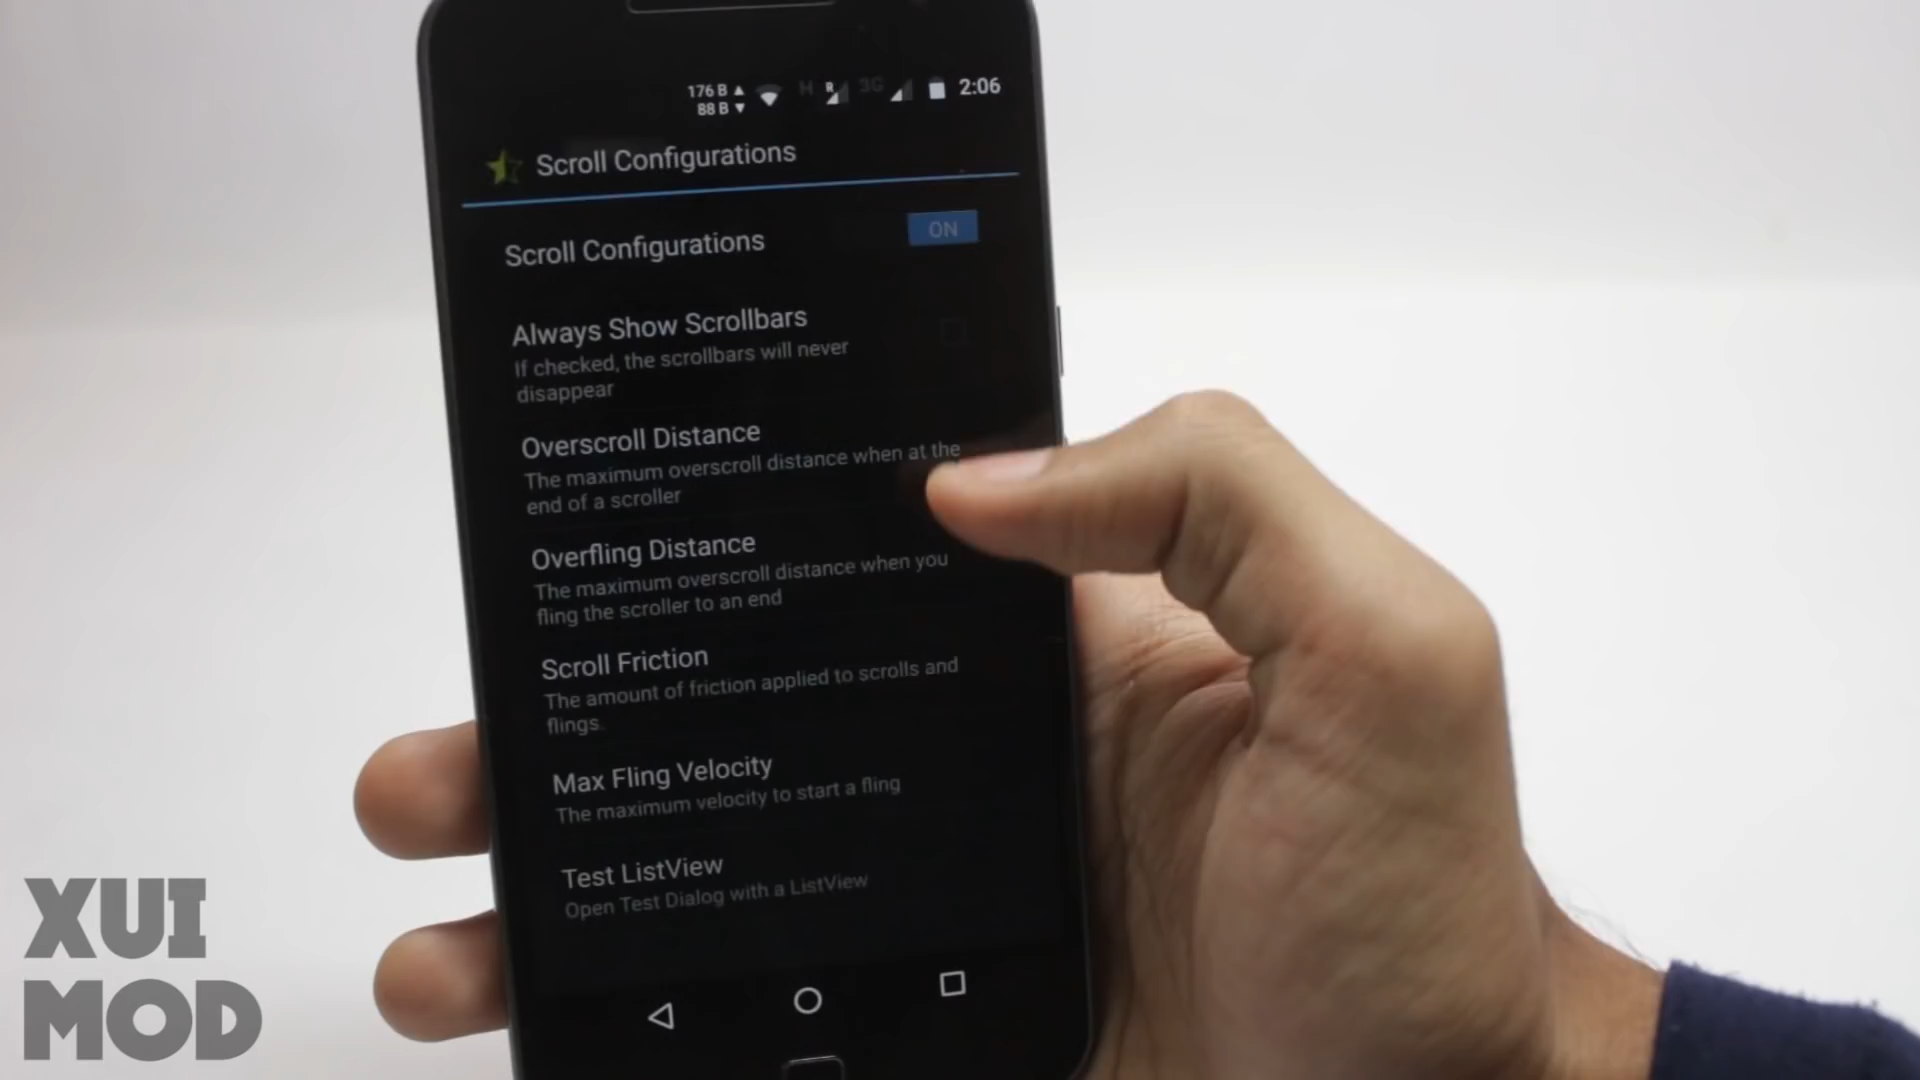 176 B ▲
88 B ▼
H R 3G 2:06
Scroll Configurations
Scroll Configurations ON
Always Show Scrollbars
If checked, the scrollbars will never
disappear
Overscroll Distance
The maximum overscroll distance when at the
end of a scroller
Overfling Distance
The maximum overscroll distance when you
fling the scroller to an end
Scroll Friction
The amount of friction applied to scrolls and
flings.
Max Fling Velocity
The maximum velocity to start a fling
Test ListView
Open Test Dialog with a ListView
XUI
MOD